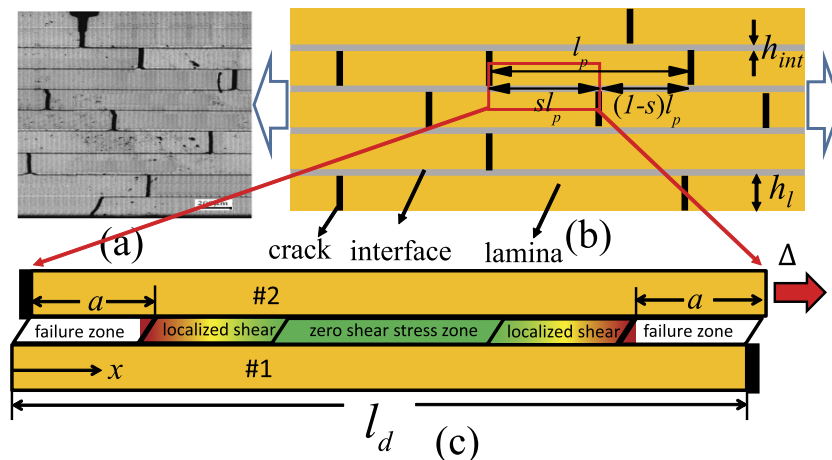 l_p
h_int
sl_p
(1-s)l_p
h_l
200μm
(a)
crack
interface
lamina
(b)
Δ
a
#2
a
failure zone
localized shear
zero shear stress zone
localized shear
failure zone
x
#1
l_d
(c)